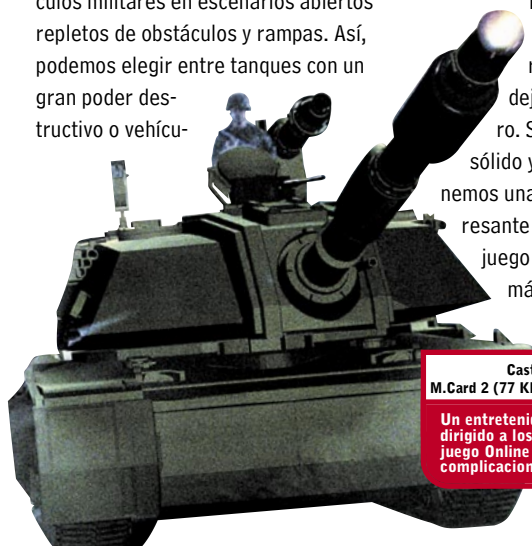 culos militares en escenarios abiertos
repletos de obstáculos y rampas. Así,
podemos elegir entre tanques con un
gran poder des-
tructivo o vehícu-
dej
ro. S
sólido y
nemos una
resante
juego
má
Cast
M.Card 2 (77 K
Un entreteni
dirigido a los
juego Online
complicacion